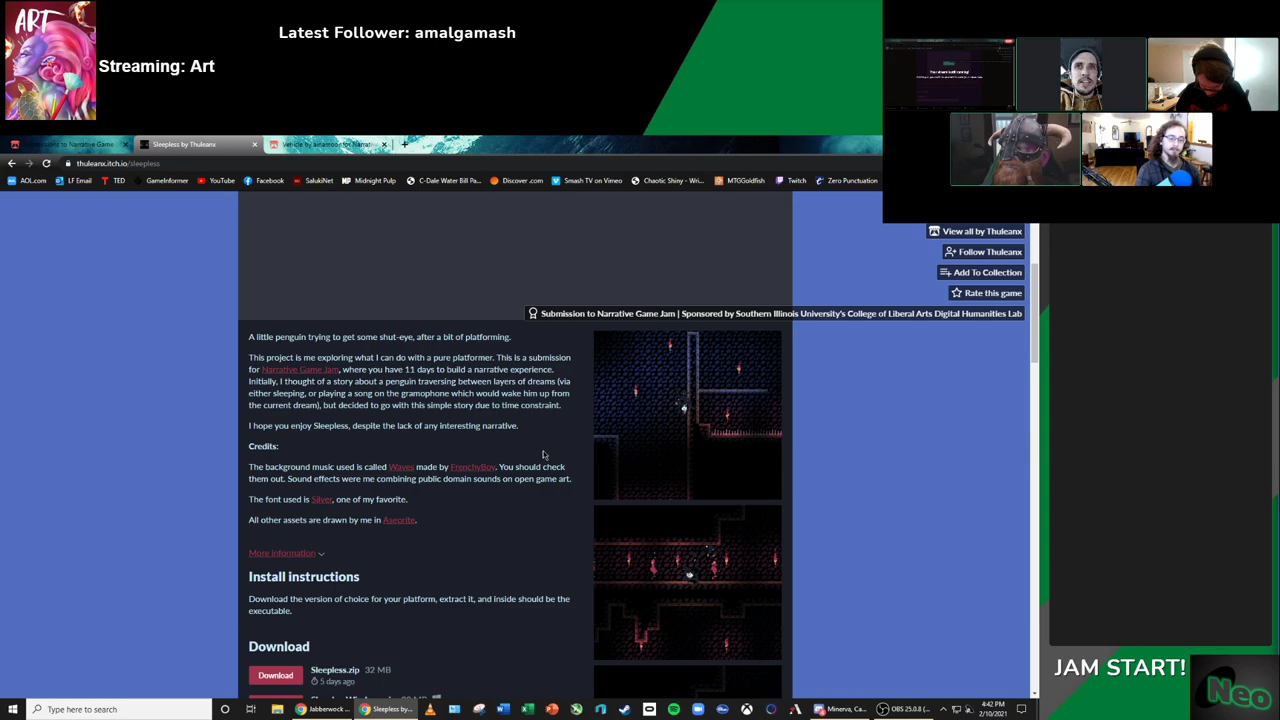 ART
Streaming: Art
Latest Follower: amalgamash
Sleepless by Thuleanx
thuleanx.itch.io/sleepless
AOL.com
LF Email
TED
GameInformer
YouTube
Facebook
SalukiNet
Midnight Pulp
C-Dale Water Bill Pa...
Discover .com
Smash TV on Vimeo
Chaotic Shiny - Wri...
MTGGoldfish
Twitch
Zero Punctuation
View all by Thuleanx
Follow Thuleanx
Add To Collection
Rate this game
Submission to Narrative Game Jam | Sponsored by Southern Illinois University's College of Liberal Arts Digital Humanities Lab
A little penguin trying to get some shut-eye, after a bit of platforming.
This project is me exploring what I can do with a pure platformer. This is a submission
for Narrative Game Jam, where you have 11 days to build a narrative experience.
Initially, I thought of a story about a penguin traversing between layers of dreams (via
either sleeping, or playing a song on the gramophone which would wake him up from
the current dream), but decided to go with this simple story due to time constraint.
I hope you enjoy Sleepless, despite the lack of any interesting narrative.
Credits:
The background music used is called Waves made by FrenchyBoy. You should check
them out. Sound effects were me combining public domain sounds on open game art.
The font used is Silver, one of my favorite.
All other assets are drawn by me in Aseprite.
More information
Install instructions
Download the version of choice for your platform, extract it, and inside should be the
executable.
Download
Download
Sleepless.zip 32 MB
5 days ago
JAM START!
Neo
Type here to search
Jabberwock
Sleepless by Thulea...
Minerva, Ca...
OBS 25.0.8 (...
4:42 PM
2/10/2021